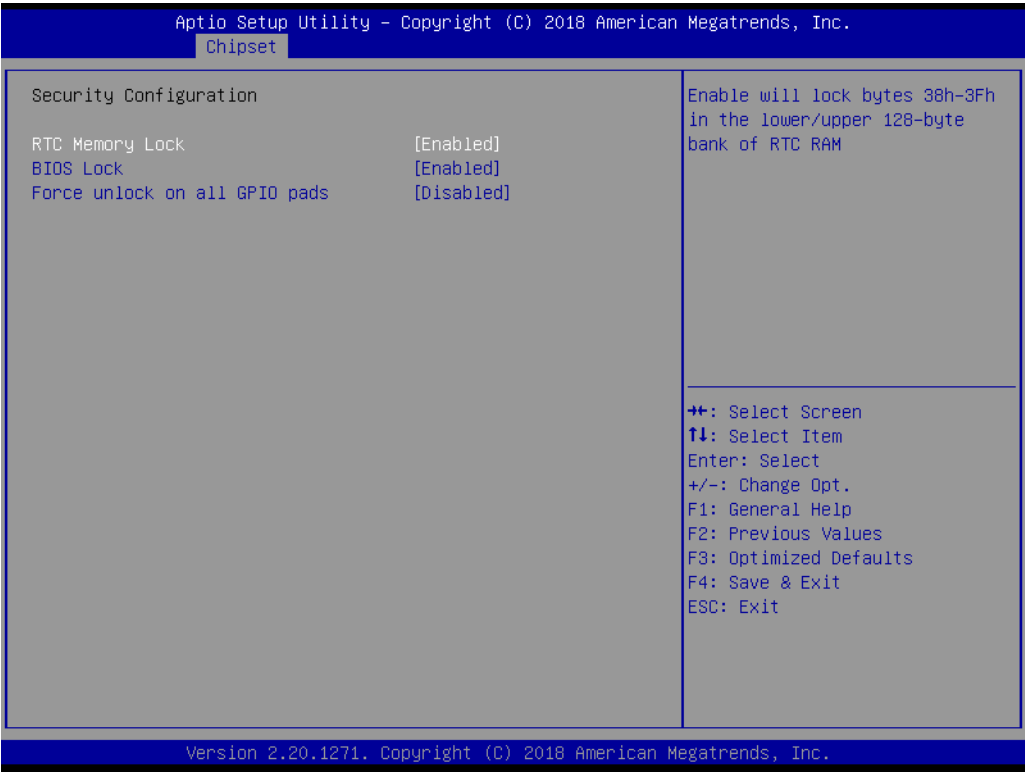 Aptio Setup Utility – Copyright (C) 2018 American Megatrends, Inc.
Chipset
Security Configuration
RTC Memory Lock [Enabled]
BIOS Lock [Enabled]
Force unlock on all GPIO pads [Disabled]
Enable will lock bytes 38h-3Fh
in the lower/upper 128-byte
bank of RTC RAM
→←: Select Screen
↑↓: Select Item
Enter: Select
+/-: Change Opt.
F1: General Help
F2: Previous Values
F3: Optimized Defaults
F4: Save & Exit
ESC: Exit
Version 2.20.1271. Copyright (C) 2018 American Megatrends, Inc.